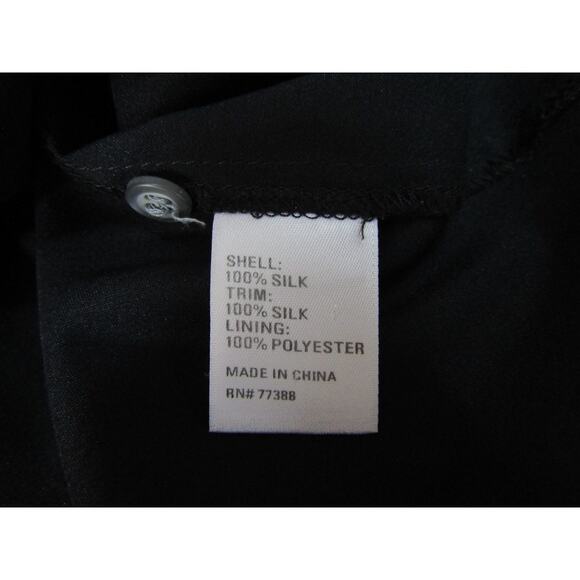 SHELL:
100% SILK
TRIM:
100% SILK
LINING:
100% POLYESTER
MADE IN CHINA
RN# 77388